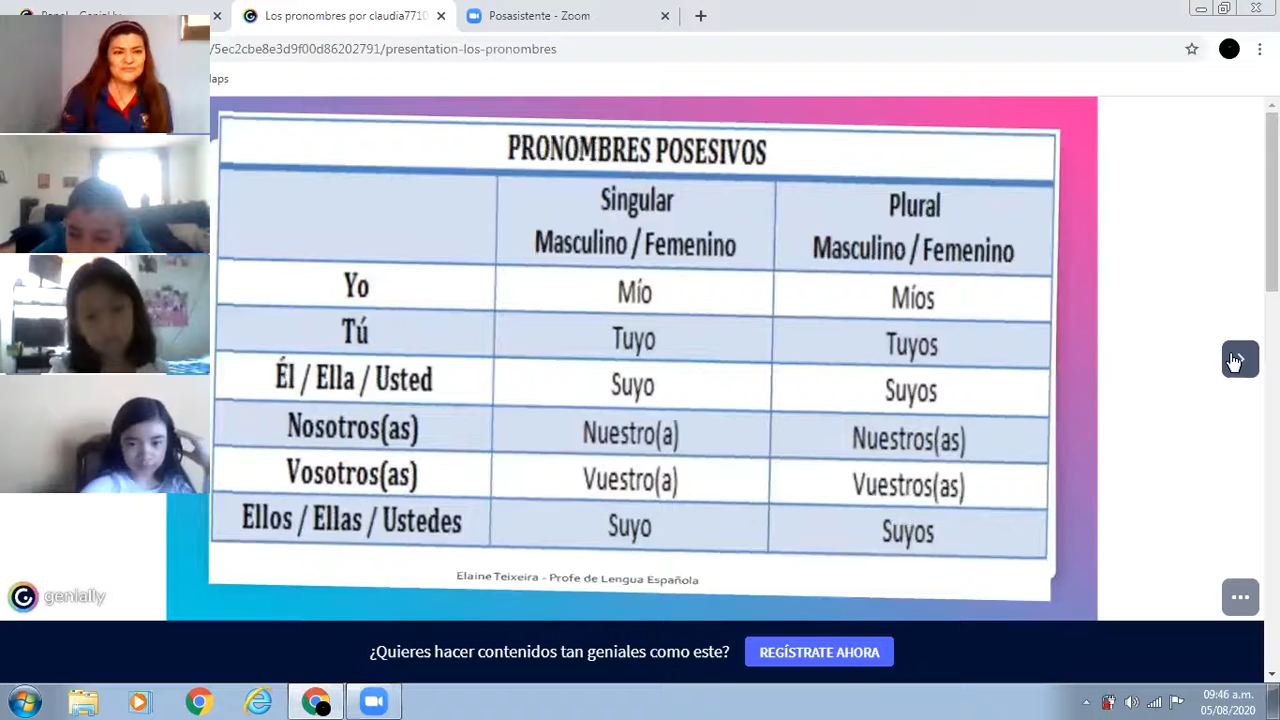 Los pronombres por claudia7710
Posasistente - Zoom
/5ec2cbe8e3d9f00d86202791/presentation-los-pronombres
laps
PRONOMBRES POSESIVOS
Singular Plural
Masculino / Femenino Masculino / Femenino
Yo Mío Míos
Tú Tuyo Tuyos
Él / Ella / Usted Suyo Suyos
Nosotros(as) Nuestro(a) Nuestros(as)
Vosotros(as) Vuestro(a) Vuestros(as)
Ellos / Ellas / Ustedes Suyo Suyos
Elaine Teixeira - Profe de Lengua Española
genially
¿Quieres hacer contenidos tan geniales como este? REGÍSTRATE AHORA
09:46 a.m.
05/08/2020